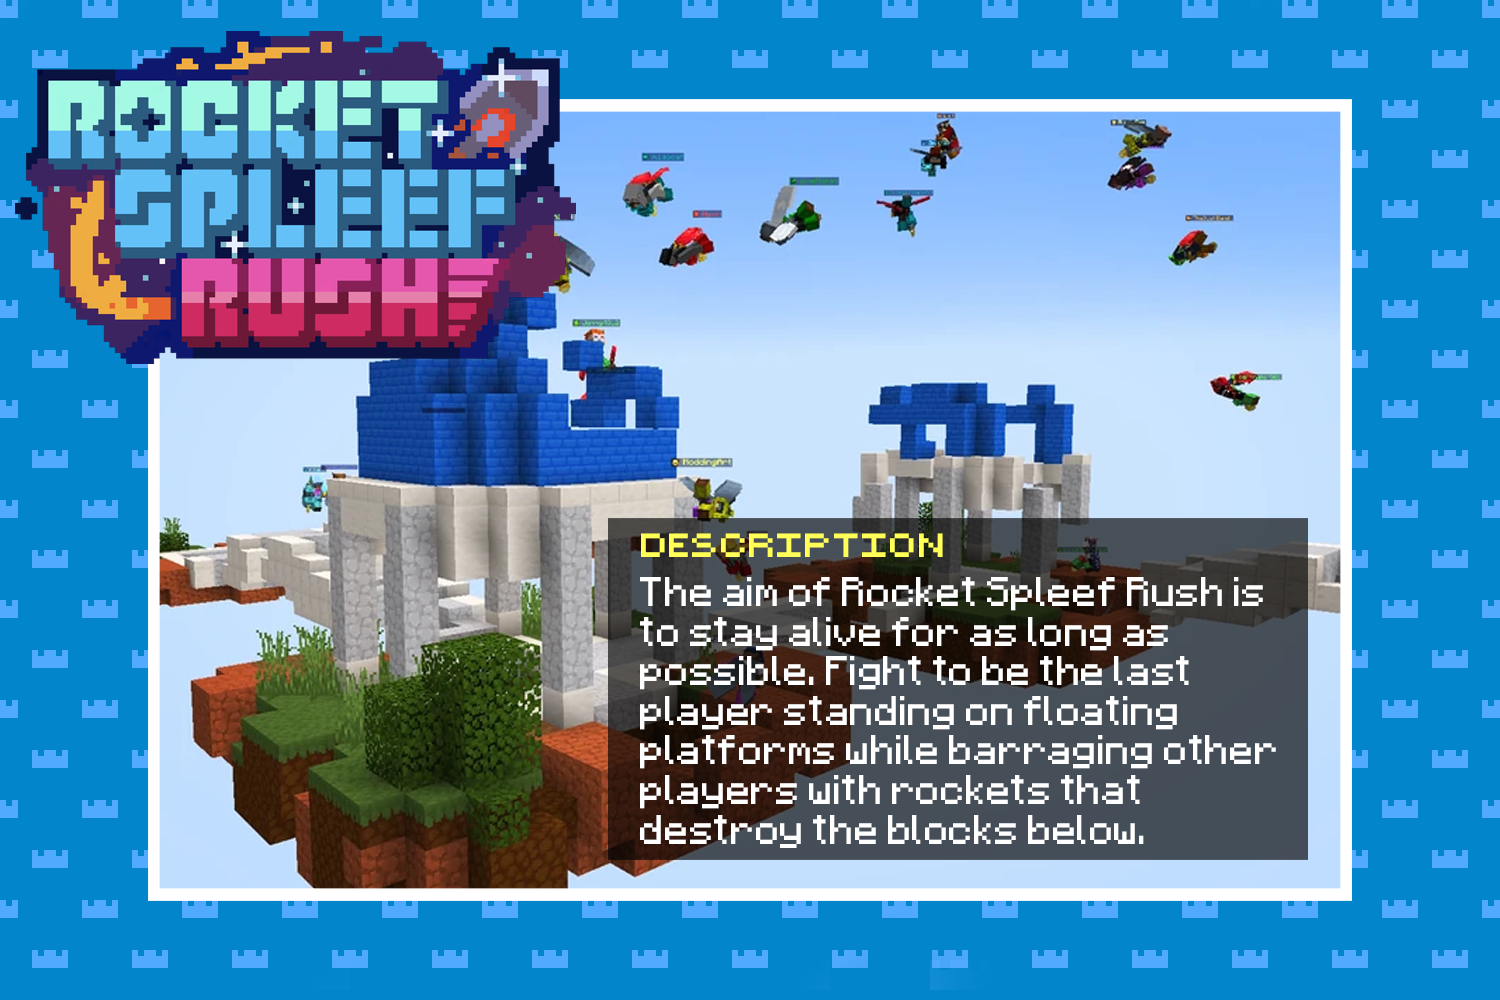 ROCKET
SPLEEF
RUSH
DESCRIPTION
The aim of Rocket Spleef Rush is
to stay alive for as long as
possible. Fight to be the last
player standing on floating
platforms while barraging other
players with rockets that
destroy the blocks below.